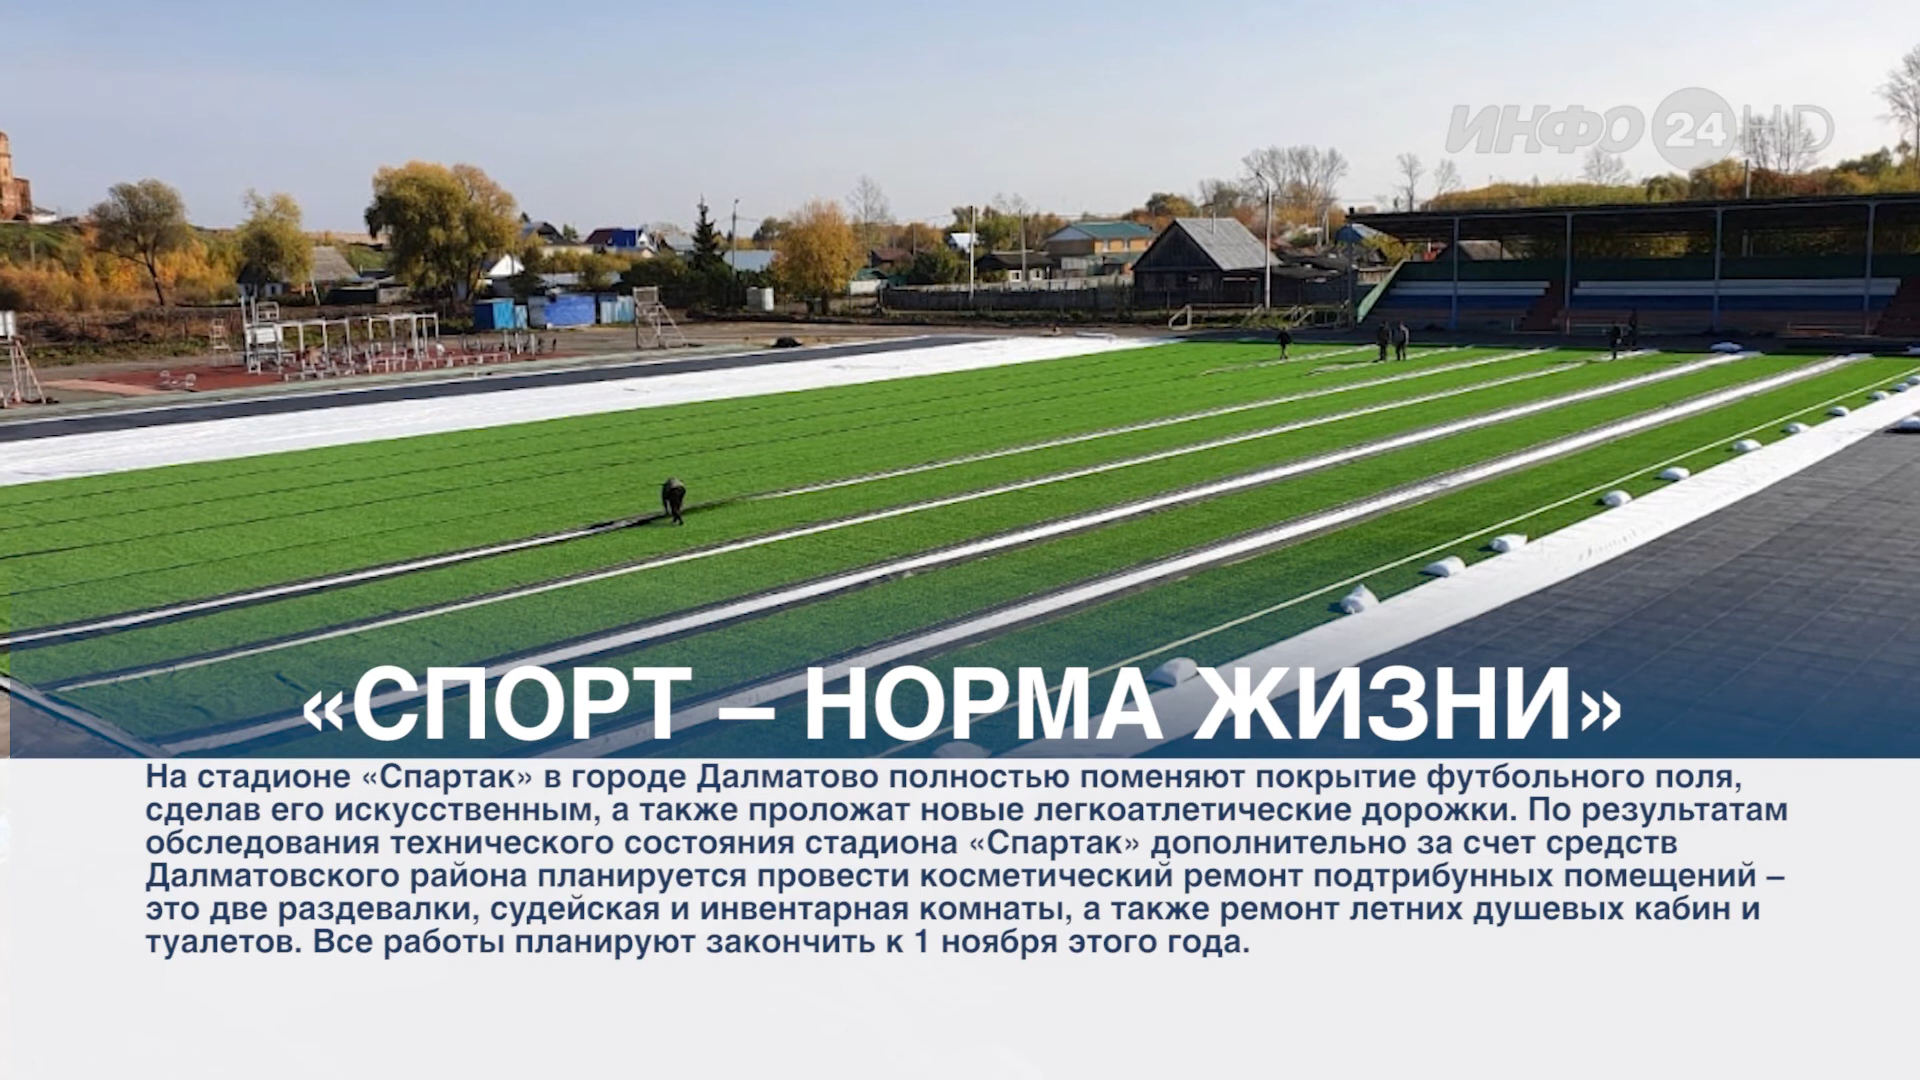 ИНФО 24 HD
«СПОРТ – НОРМА ЖИЗНИ»
На стадионе «Спартак» в городе Далматово полностью поменяют покрытие футбольного поля,
сделав его искусственным, а также проложат новые легкоатлетические дорожки. По результатам
обследования технического состояния стадиона «Спартак» дополнительно за счет средств
Далматовского района планируется провести косметический ремонт подтрибунных помещений –
это две раздевалки, судейская и инвентарная комнаты, а также ремонт летних душевых кабин и
туалетов. Все работы планируют закончить к 1 ноября этого года.